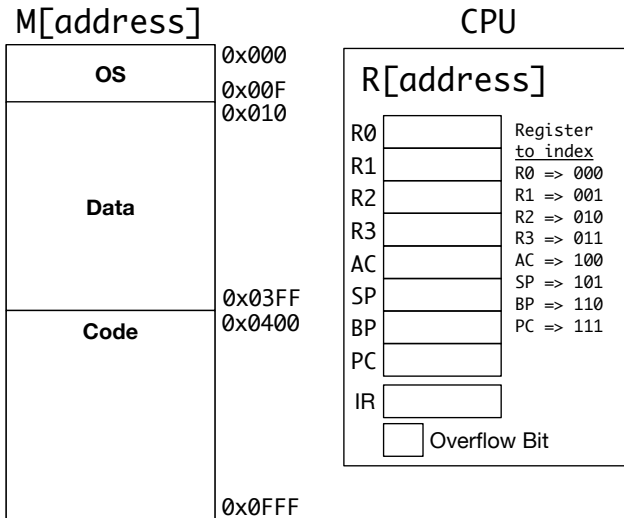 M[address]
OS
0x000
0x00F
0x010
Data
0x03FF
0x0400
Code
0x0FFF
CPU
R[address]
R0
R1
R2
R3
AC
SP
BP
PC
IR
Overflow Bit
Register
to index
R0 => 000
R1 => 001
R2 => 010
R3 => 011
AC => 100
SP => 101
BP => 110
PC => 111